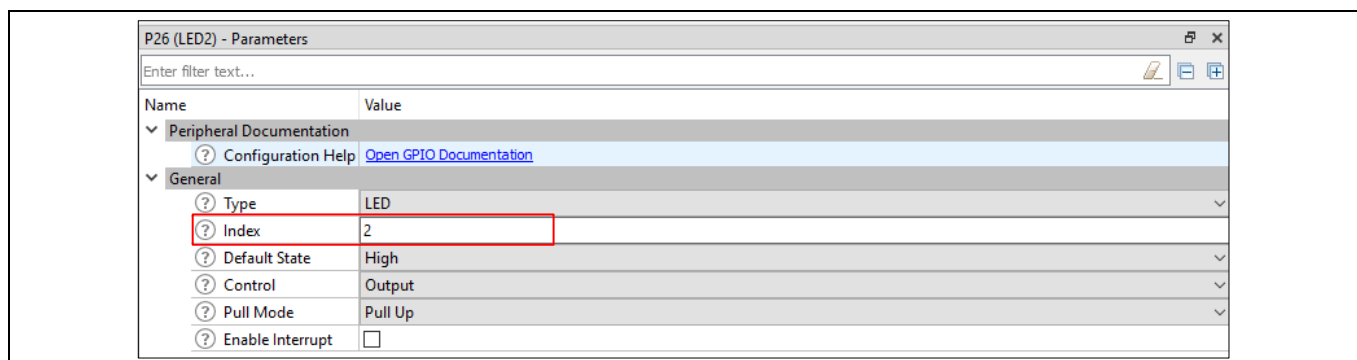 P26 (LED2) - Parameters
Enter filter text...
Name Value
Peripheral Documentation
Configuration Help Open GPIO Documentation
General
Type LED
Index 2
Default State High
Control Output
Pull Mode Pull Up
Enable Interrupt